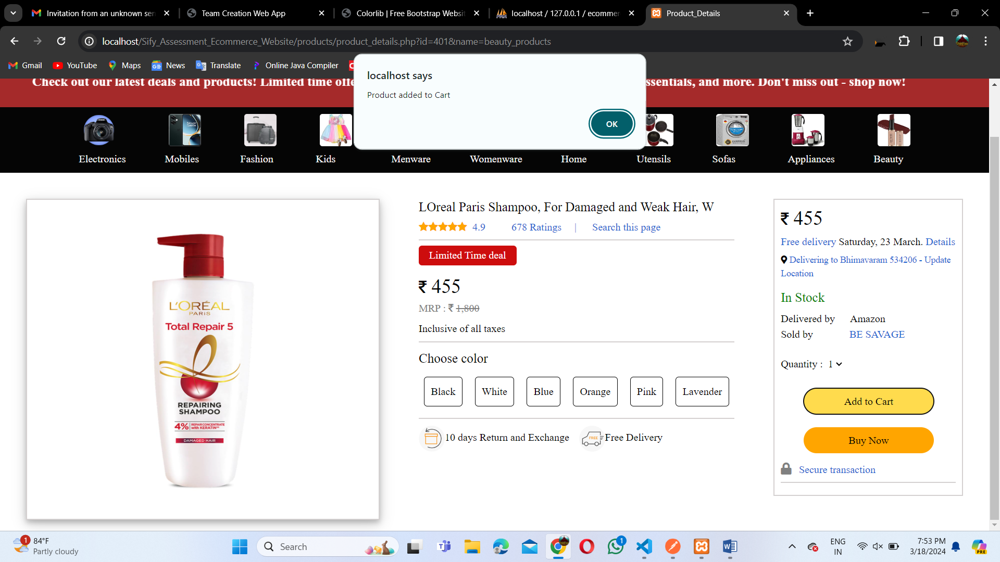 Invitation from an unknown sen
Team Creation Web App
Colorlib | Free Bootstrap Websit
localhost / 127.0.0.1 / ecommer
Product_Details
localhost/Sify_Assessment_Ecommerce_Website/products/product_details.php?id=401&name=beauty_products
Gmail
YouTube
Maps
News
Translate
Online Java Compiler
localhost says
Product added to Cart
OK
Check out our latest deals and products! Limited time offe
ssentials, and more. Don't miss out - shop now!
Electronics
Mobiles
Fashion
Kids
Menware
Womenware
Home
Utensils
Sofas
Appliances
Beauty
L'ORÉAL
PARIS
Total Repair 5
REPAIRING
SHAMPOO
4% REPAIR CONCENTRATE
with KERATIN
DAMAGED HAIR
LOreal Paris Shampoo, For Damaged and Weak Hair, W
4.9 678 Ratings | Search this page
Limited Time deal
₹ 455
MRP : ₹ 1,800
Inclusive of all taxes
Choose color
Black
White
Blue
Orange
Pink
Lavender
10 days Return and Exchange
FREE
Free Delivery
₹ 455
Free delivery Saturday, 23 March. Details
Delivering to Bhimavaram 534206 - Update
Location
In Stock
Delivered by Amazon
Sold by BE SAVAGE
Quantity : 1
Add to Cart
Buy Now
Secure transaction
1
84°F
Partly cloudy
Search
1
ENG
IN
7:53 PM
3/18/2024
PRE